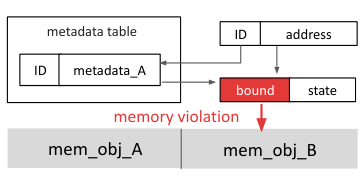 metadata table
ID address
ID metadata_A
bound state
memory violation
mem_obj_A mem_obj_B